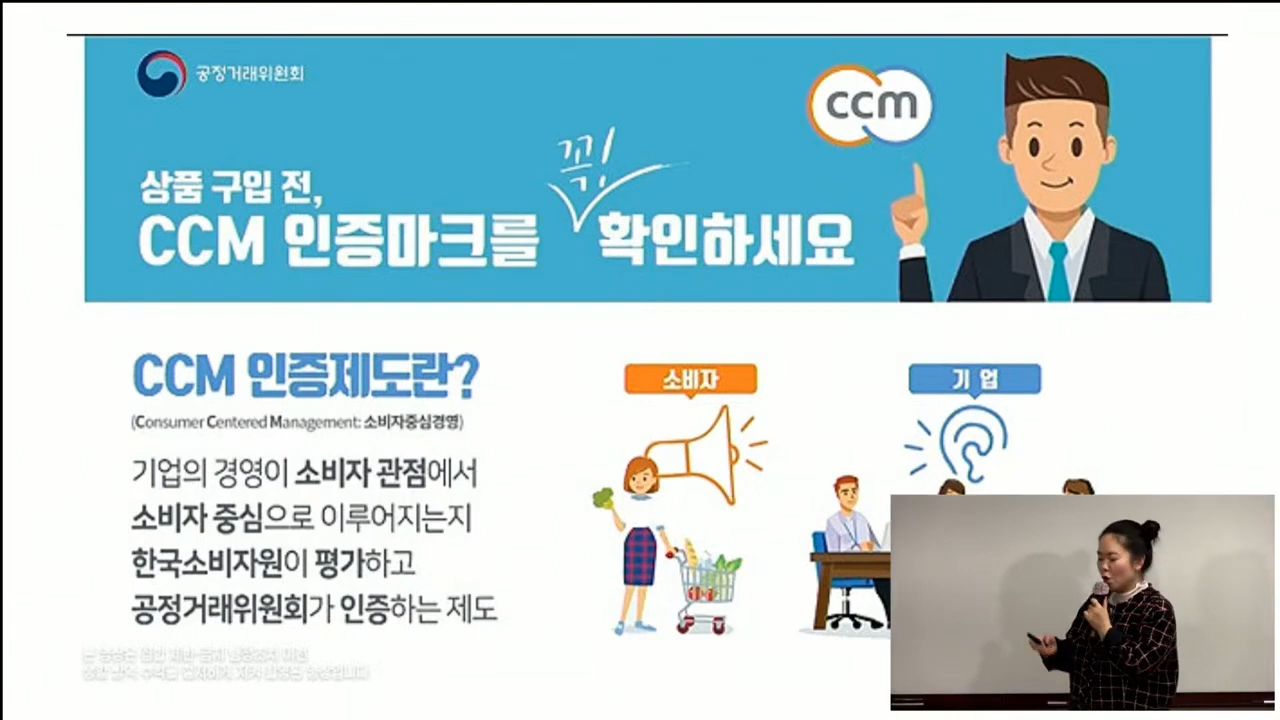 공정거래위원회
ccm
상품 구입 전,
꼭!
CCM 인증마크를 확인하세요
CCM 인증제도란?
(Consumer Centered Management: 소비자중심경영)
기업의 경영이 소비자 관점에서
소비자 중심으로 이루어지는지
한국소비자원이 평가하고
공정거래위원회가 인증하는 제도
소비자
기 업